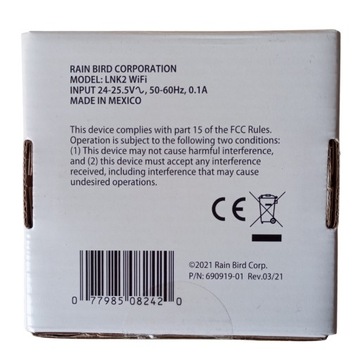 RAIN BIRD CORPORATION
MODEL: LNK2 WiFi
INPUT 24-25.5V∿, 50-60Hz, 0.1A
MADE IN MEXICO
This device complies with part 15 of the FCC Rules.
Operation is subject to the following two conditions:
(1) This device may not cause harmful interference,
and (2) this device must accept any interference
received, including interference that may cause
undesired operations.
CE
©2021 Rain Bird Corp.
P/N: 690919-01 Rev.03/21
0 77985 08242 0